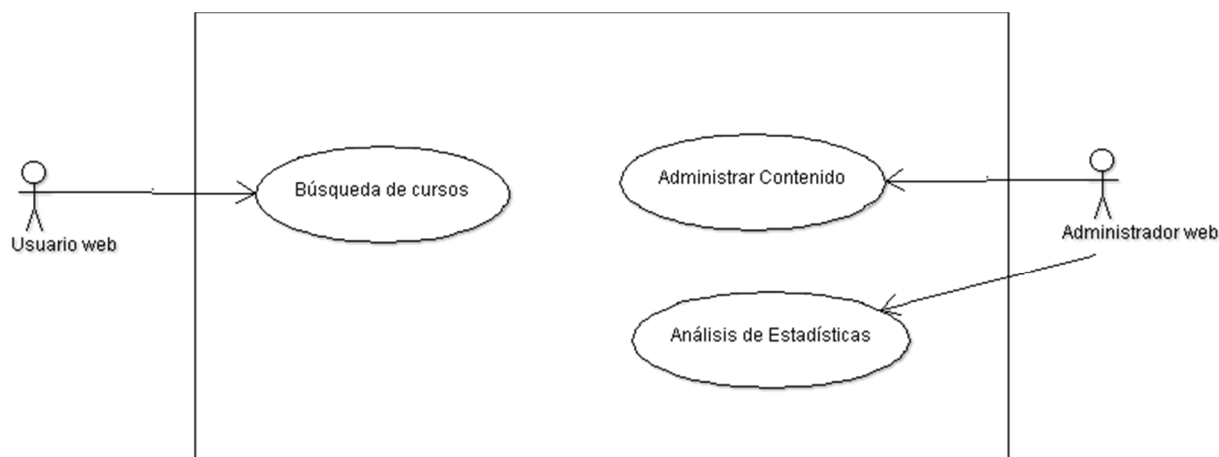 Búsqueda de cursos
Administrar Contenido
Usuario web
Administrador web
Análisis de Estadísticas